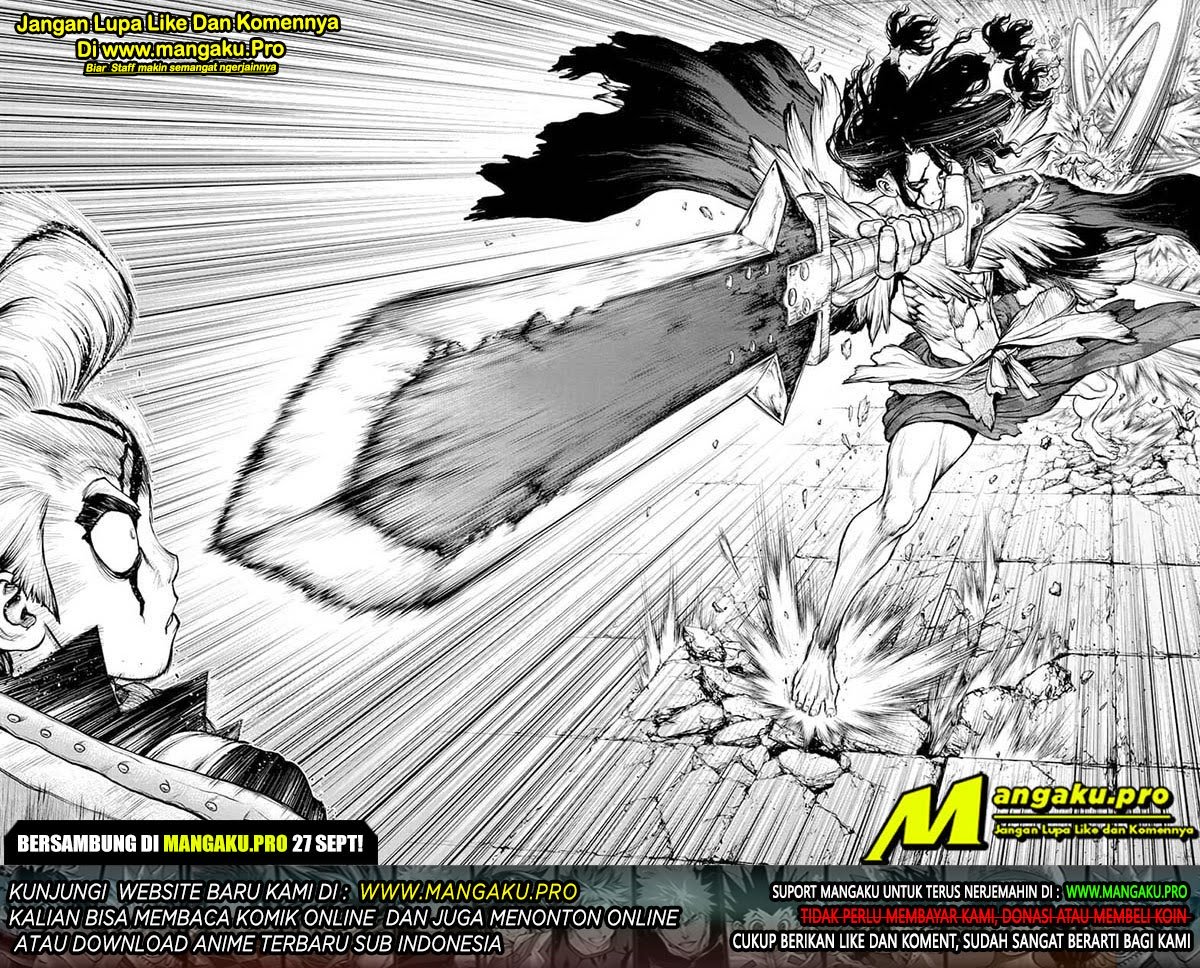 Jangan Lupa Like Dan Komennya
Di www.mangaku.Pro
Biar Staff makin semangat ngerjainnya
Mangaku.pro
Jangan Lupa Like dan Komennya
BERSAMBUNG DI MANGAKU.PRO 27 SEPT!
KUNJUNGI WEBSITE BARU KAMI DI : WWW.MANGAKU.PRO
KALIAN BISA MEMBACA KOMIK ONLINE DAN JUGA MENONTON ONLINE
ATAU DOWNLOAD ANIME TERBARU SUB INDONESIA
SUPORT MANGAKU UNTUK TERUS NERJEMAHIN DI : WWW.MANGAKU.PRO
TIDAK PERLU MEMBAYAR KAMI, DONASI ATAU MEMBELI KOIN
CUKUP BERIKAN LIKE DAN KOMENT, SUDAH SANGAT BERARTI BAGI KAMI